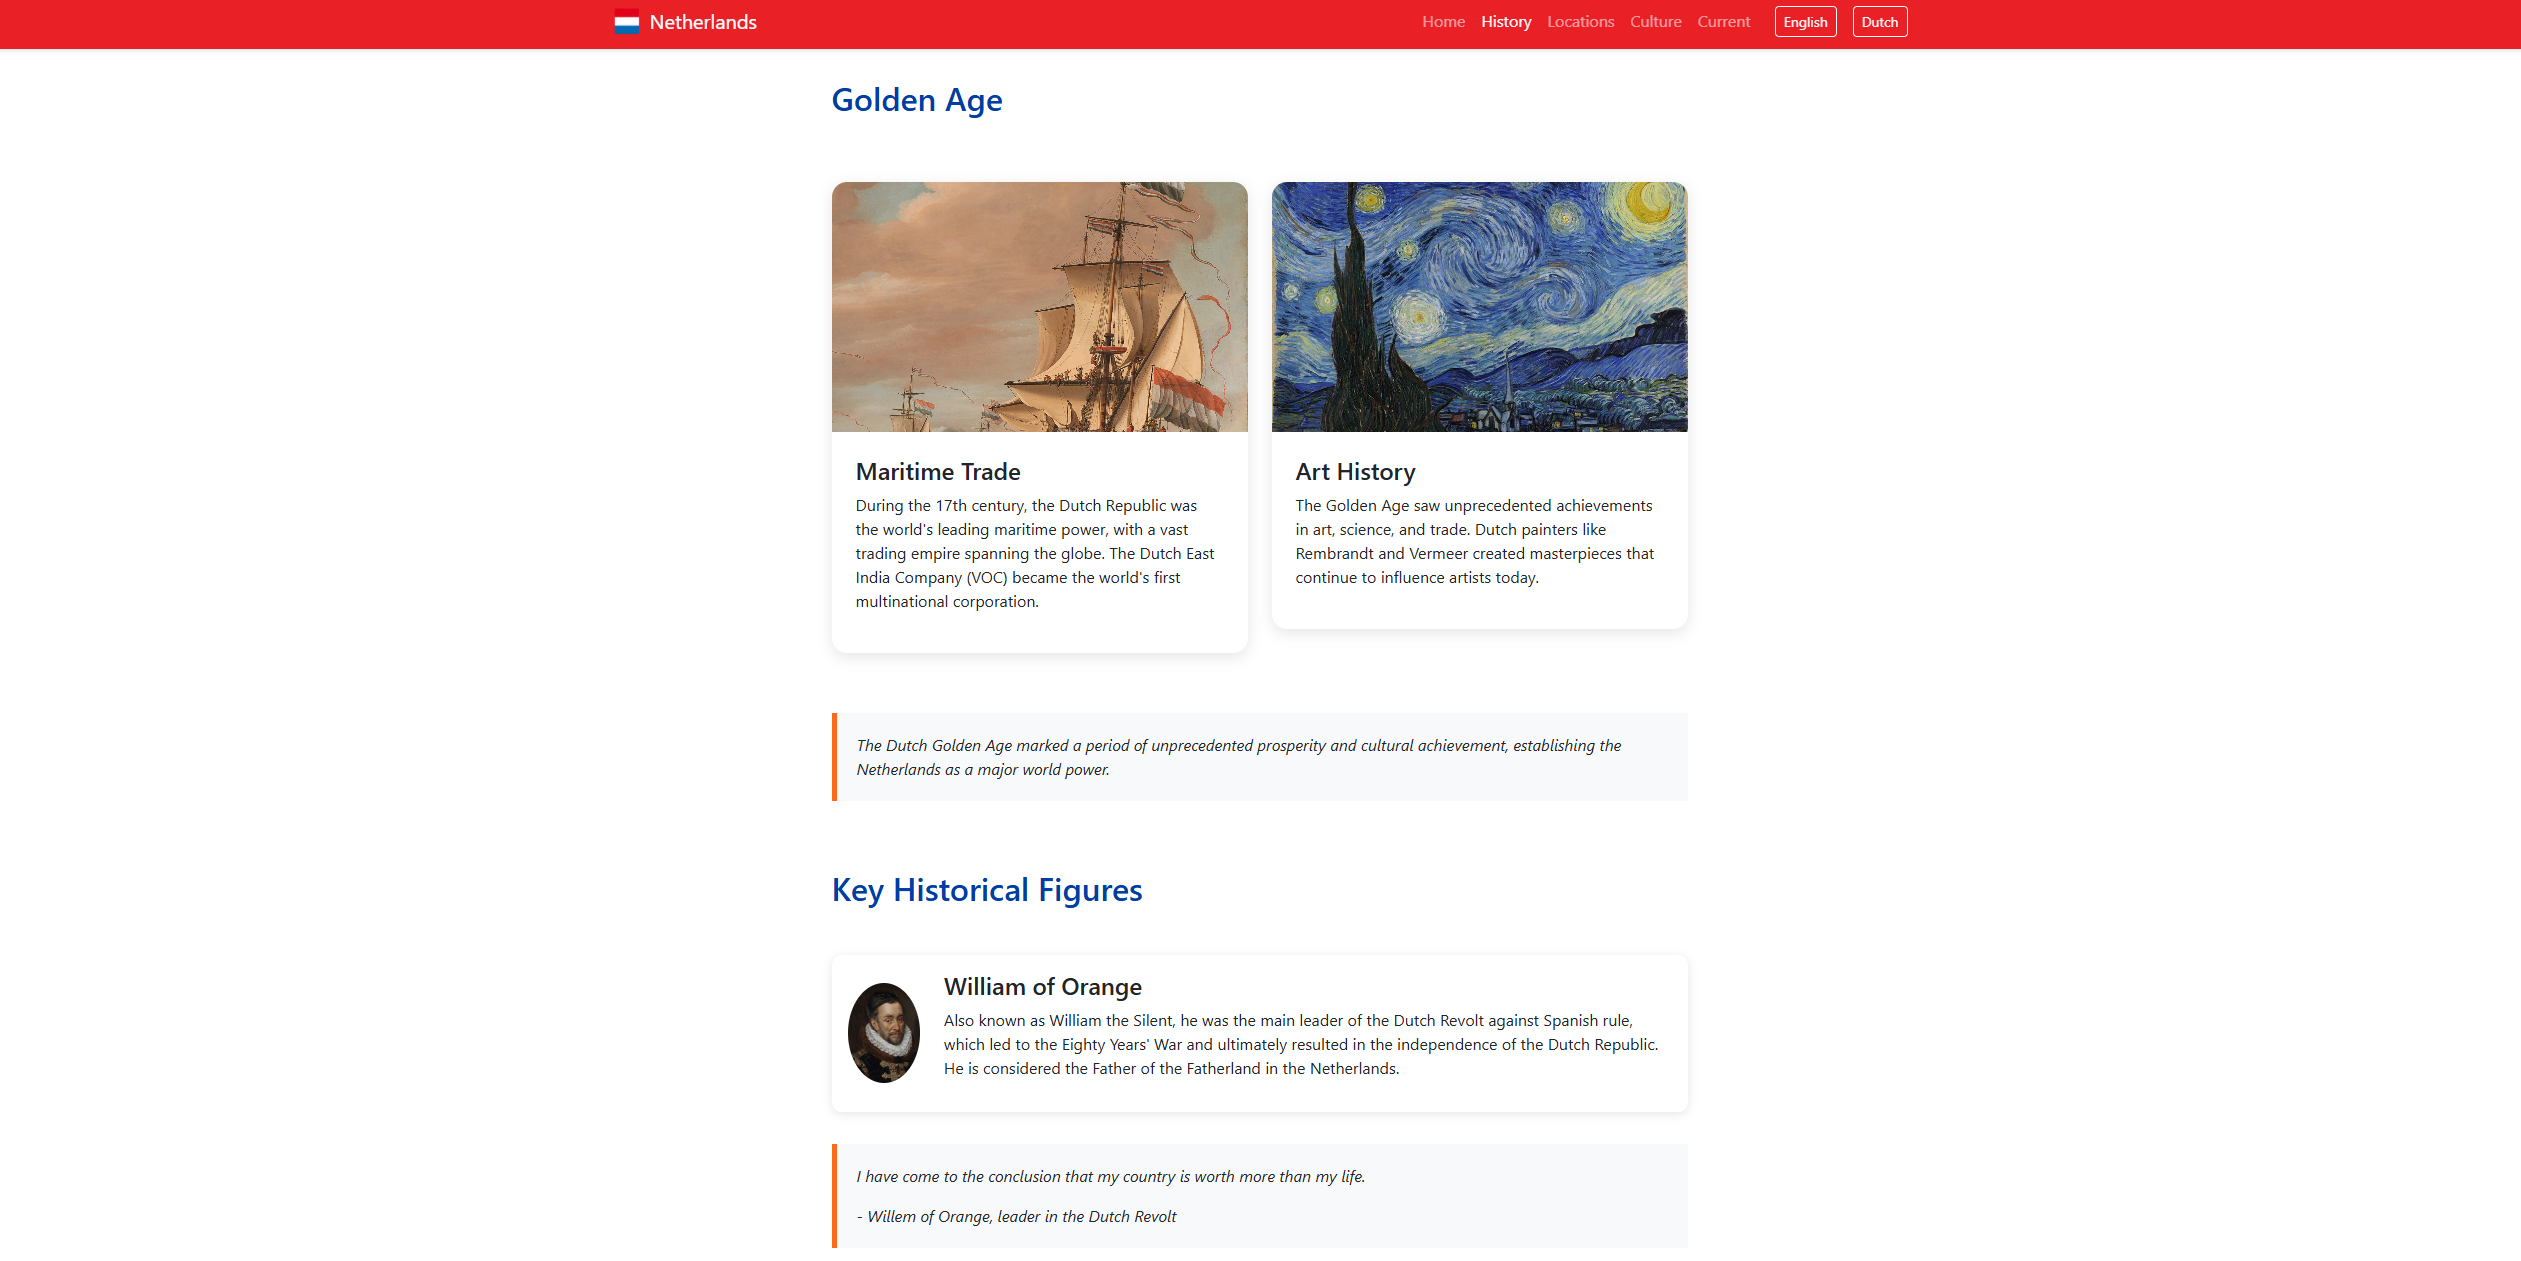 Netherlands
Home History Locations Culture Current English Dutch
Golden Age
Maritime Trade
During the 17th century, the Dutch Republic was
the world's leading maritime power, with a vast
trading empire spanning the globe. The Dutch East
India Company (VOC) became the world's first
multinational corporation.
Art History
The Golden Age saw unprecedented achievements
in art, science, and trade. Dutch painters like
Rembrandt and Vermeer created masterpieces that
continue to influence artists today.
The Dutch Golden Age marked a period of unprecedented prosperity and cultural achievement, establishing the
Netherlands as a major world power.
Key Historical Figures
William of Orange
Also known as William the Silent, he was the main leader of the Dutch Revolt against Spanish rule,
which led to the Eighty Years' War and ultimately resulted in the independence of the Dutch Republic.
He is considered the Father of the Fatherland in the Netherlands.
I have come to the conclusion that my country is worth more than my life.
- Willem of Orange, leader in the Dutch Revolt